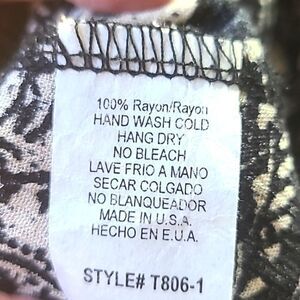 100% Rayon/Rayon
HAND WASH COLD
HANG DRY
NO BLEACH
LAVE FRIO A MANO
SECAR COLGADO
NO BLANQUEADOR
MADE IN U.S.A.
HECHO EN E.U.A.
STYLE# T806-1